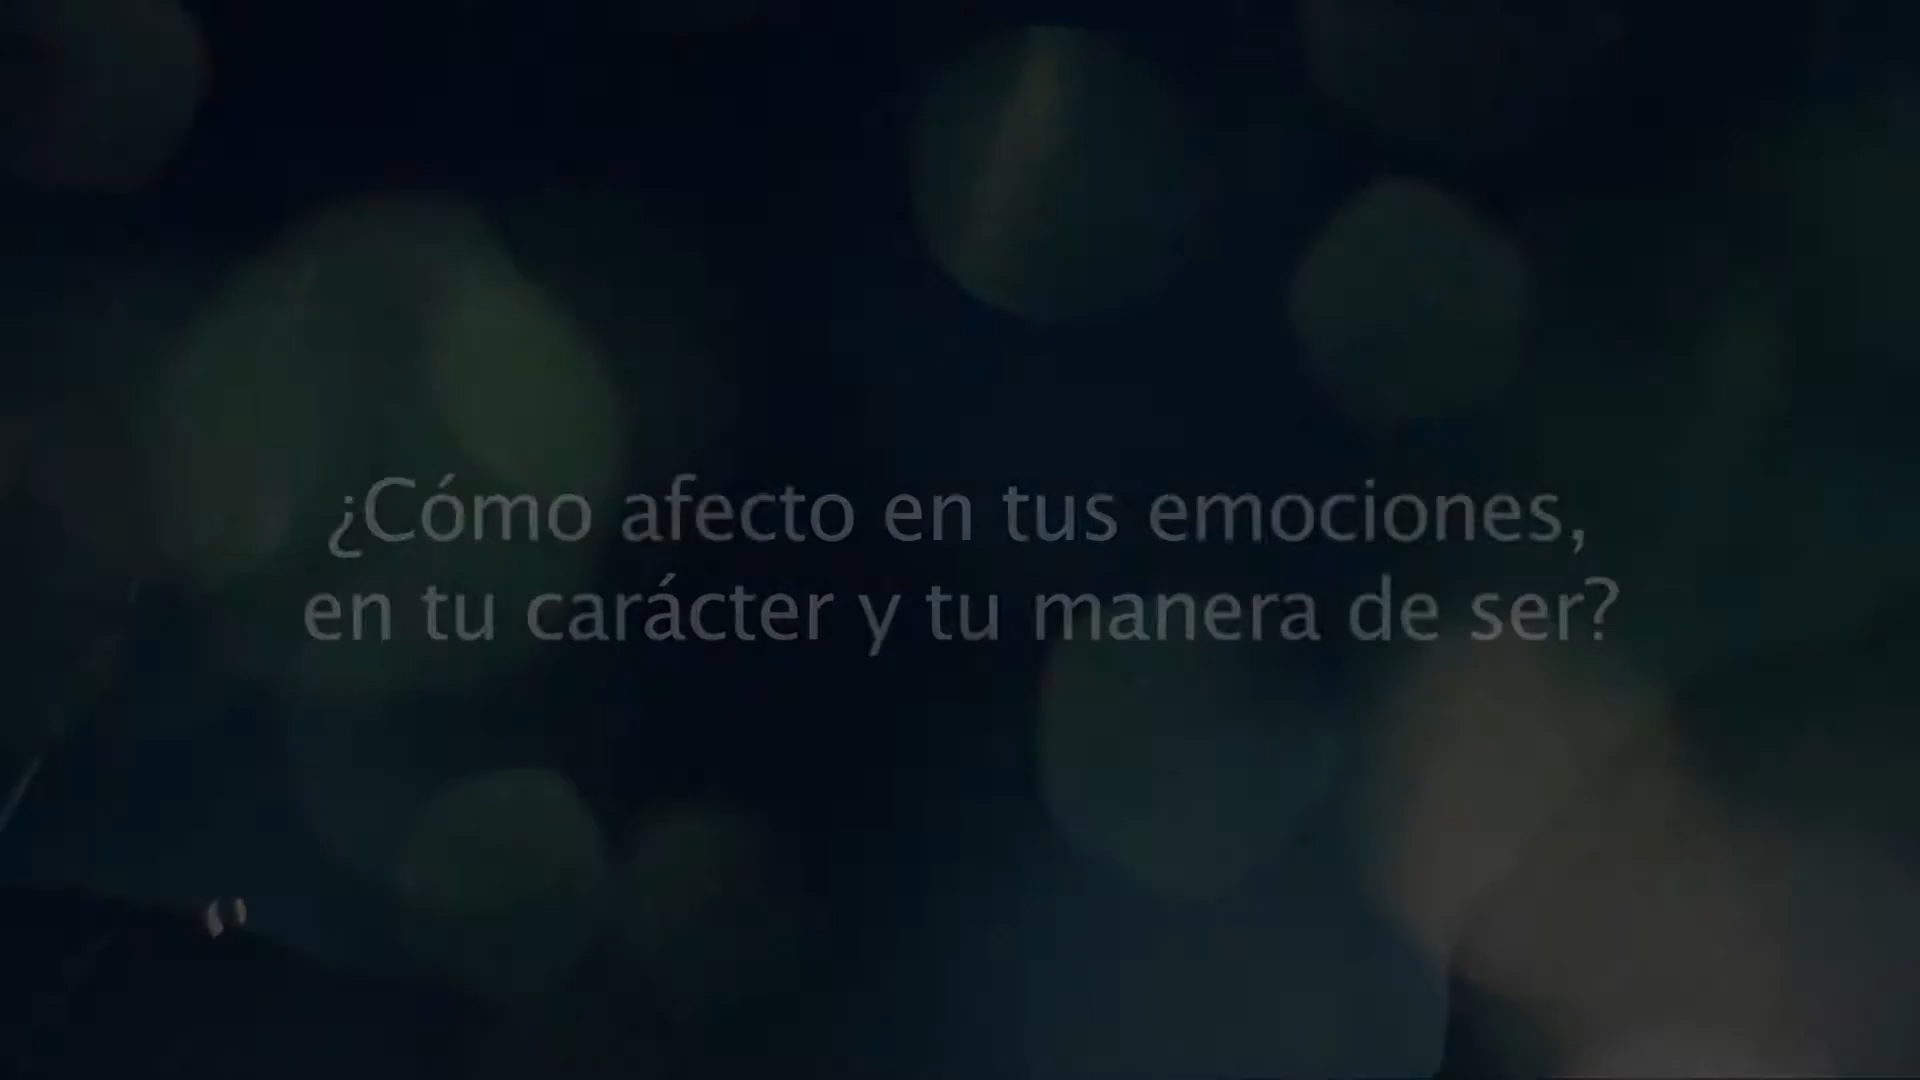 ¿Cómo afecto en tus emociones,
en tu carácter y tu manera de ser?